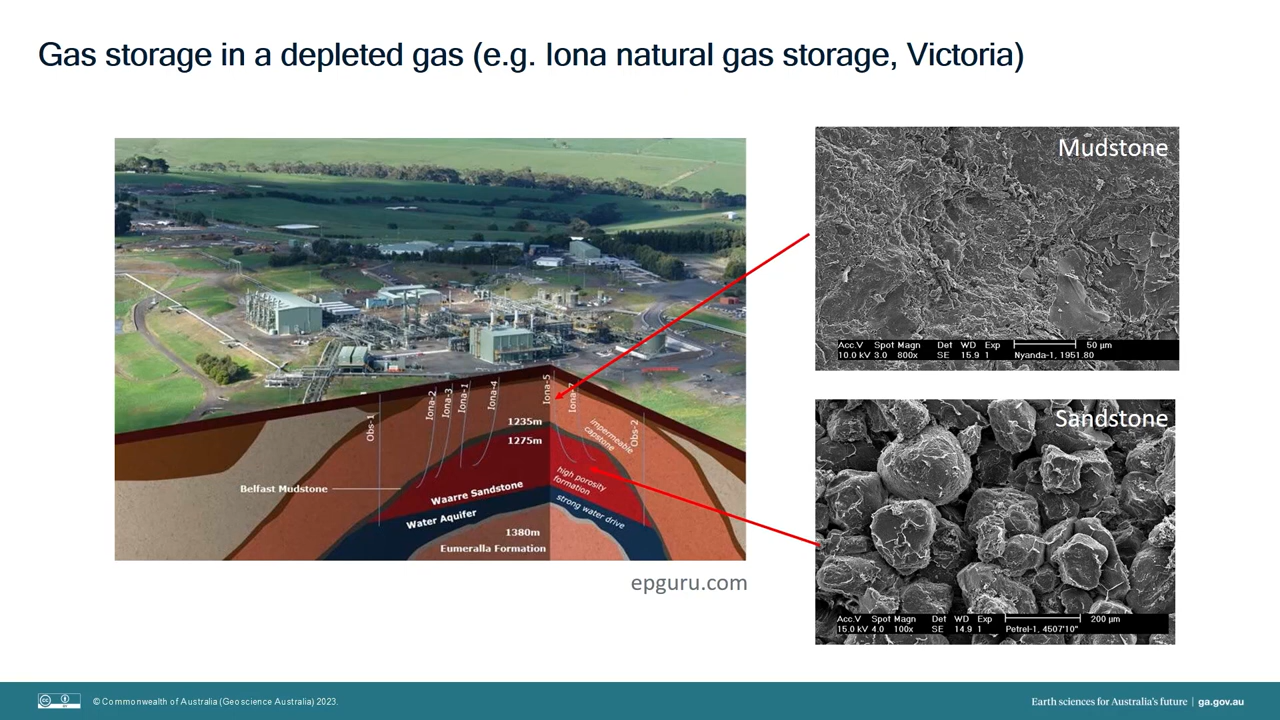 Gas storage in a depleted gas (e.g. Iona natural gas storage, Victoria)
Mudstone
Acc.V Spot Magn Det WD Exp 50 µm
10.0 kV 3.0 800x SE 15.9 1 Nyanda-1, 1951.80
Sandstone
Acc.V Spot Magn Det WD Exp 200 µm
15.0 kV 4.0 100x SE 14.9 1 Petrel-1, 4507'10"
Obs-1
Iona-2
Iona-3
Iona-1
Iona-4
Iona-5
Iona-7
Obs-2
1235m
1275m
impermeable
capstone
Belfast Mudstone
Waarre Sandstone
high porosity
formation
Water Aquifer
strong water drive
1380m
Eumeralla Formation
epguru.com
cc BY
© Commonwealth of Australia (Geoscience Australia) 2023.
Earth sciences for Australia's future | ga.gov.au